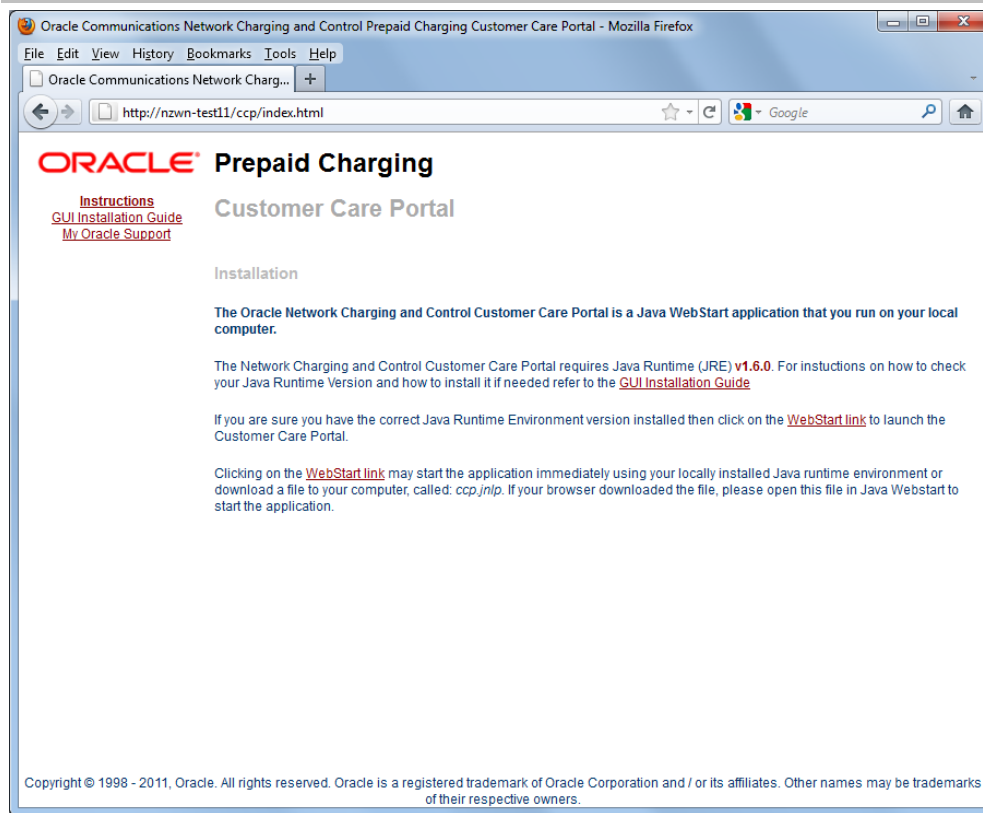 Oracle Communications Network Charging and Control Prepaid Charging Customer Care Portal - Mozilla Firefox
File Edit View History Bookmarks Tools Help
Oracle Communications Network Charg...
http://nzwn-test11/ccp/index.html
Google
ORACLE Prepaid Charging
Instructions
GUI Installation Guide
My Oracle Support
Customer Care Portal
Installation
The Oracle Network Charging and Control Customer Care Portal is a Java WebStart application that you run on your local
computer.
The Network Charging and Control Customer Care Portal requires Java Runtime (JRE) v1.6.0. For instuctions on how to check
your Java Runtime Version and how to install it if needed refer to the GUI Installation Guide
If you are sure you have the correct Java Runtime Environment version installed then click on the WebStart link to launch the
Customer Care Portal.
Clicking on the WebStart link may start the application immediately using your locally installed Java runtime environment or
download a file to your computer, called: ccp.jnlp. If your browser downloaded the file, please open this file in Java Webstart to
start the application.
Copyright © 1998 - 2011, Oracle. All rights reserved. Oracle is a registered trademark of Oracle Corporation and / or its affiliates. Other names may be trademarks
of their respective owners.